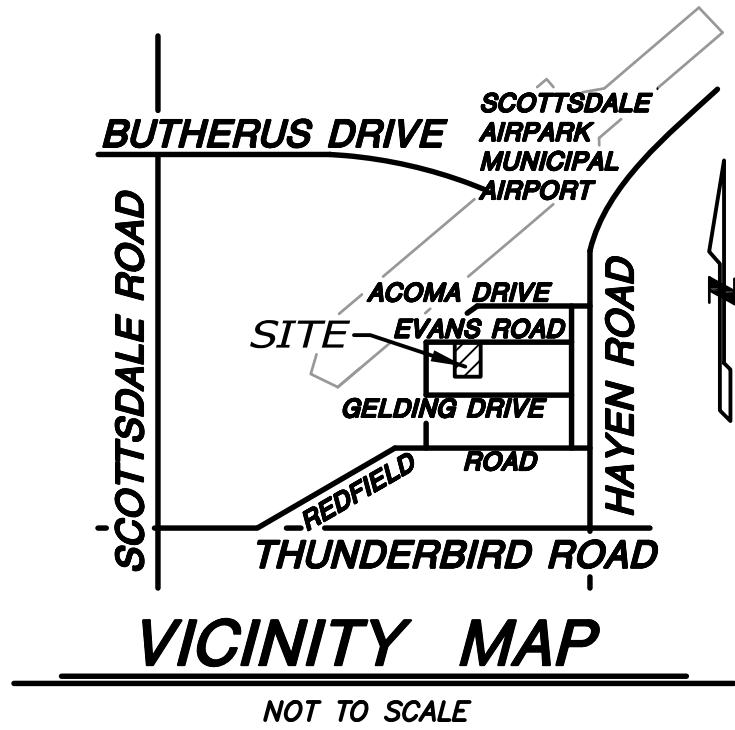 SCOTTSDALE
AIRPARK
MUNICIPAL
AIRPORT
BUTHERUS DRIVE
SCOTTSDALE ROAD
ACOMA DRIVE
HAYEN ROAD
SITE
EVANS ROAD
GELDING DRIVE
REDFIELD
ROAD
THUNDERBIRD ROAD
VICINITY MAP
NOT TO SCALE
N